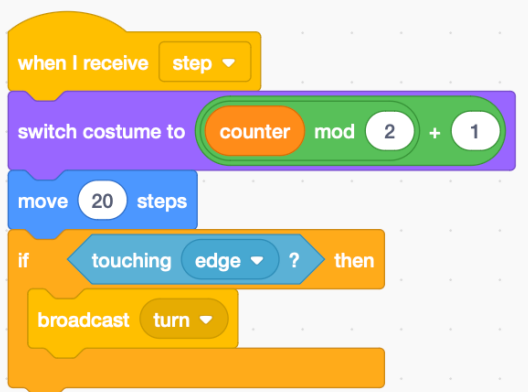 when I receive step
switch costume to counter mod 2 + 1
move 20 steps
if touching edge ? then
broadcast turn